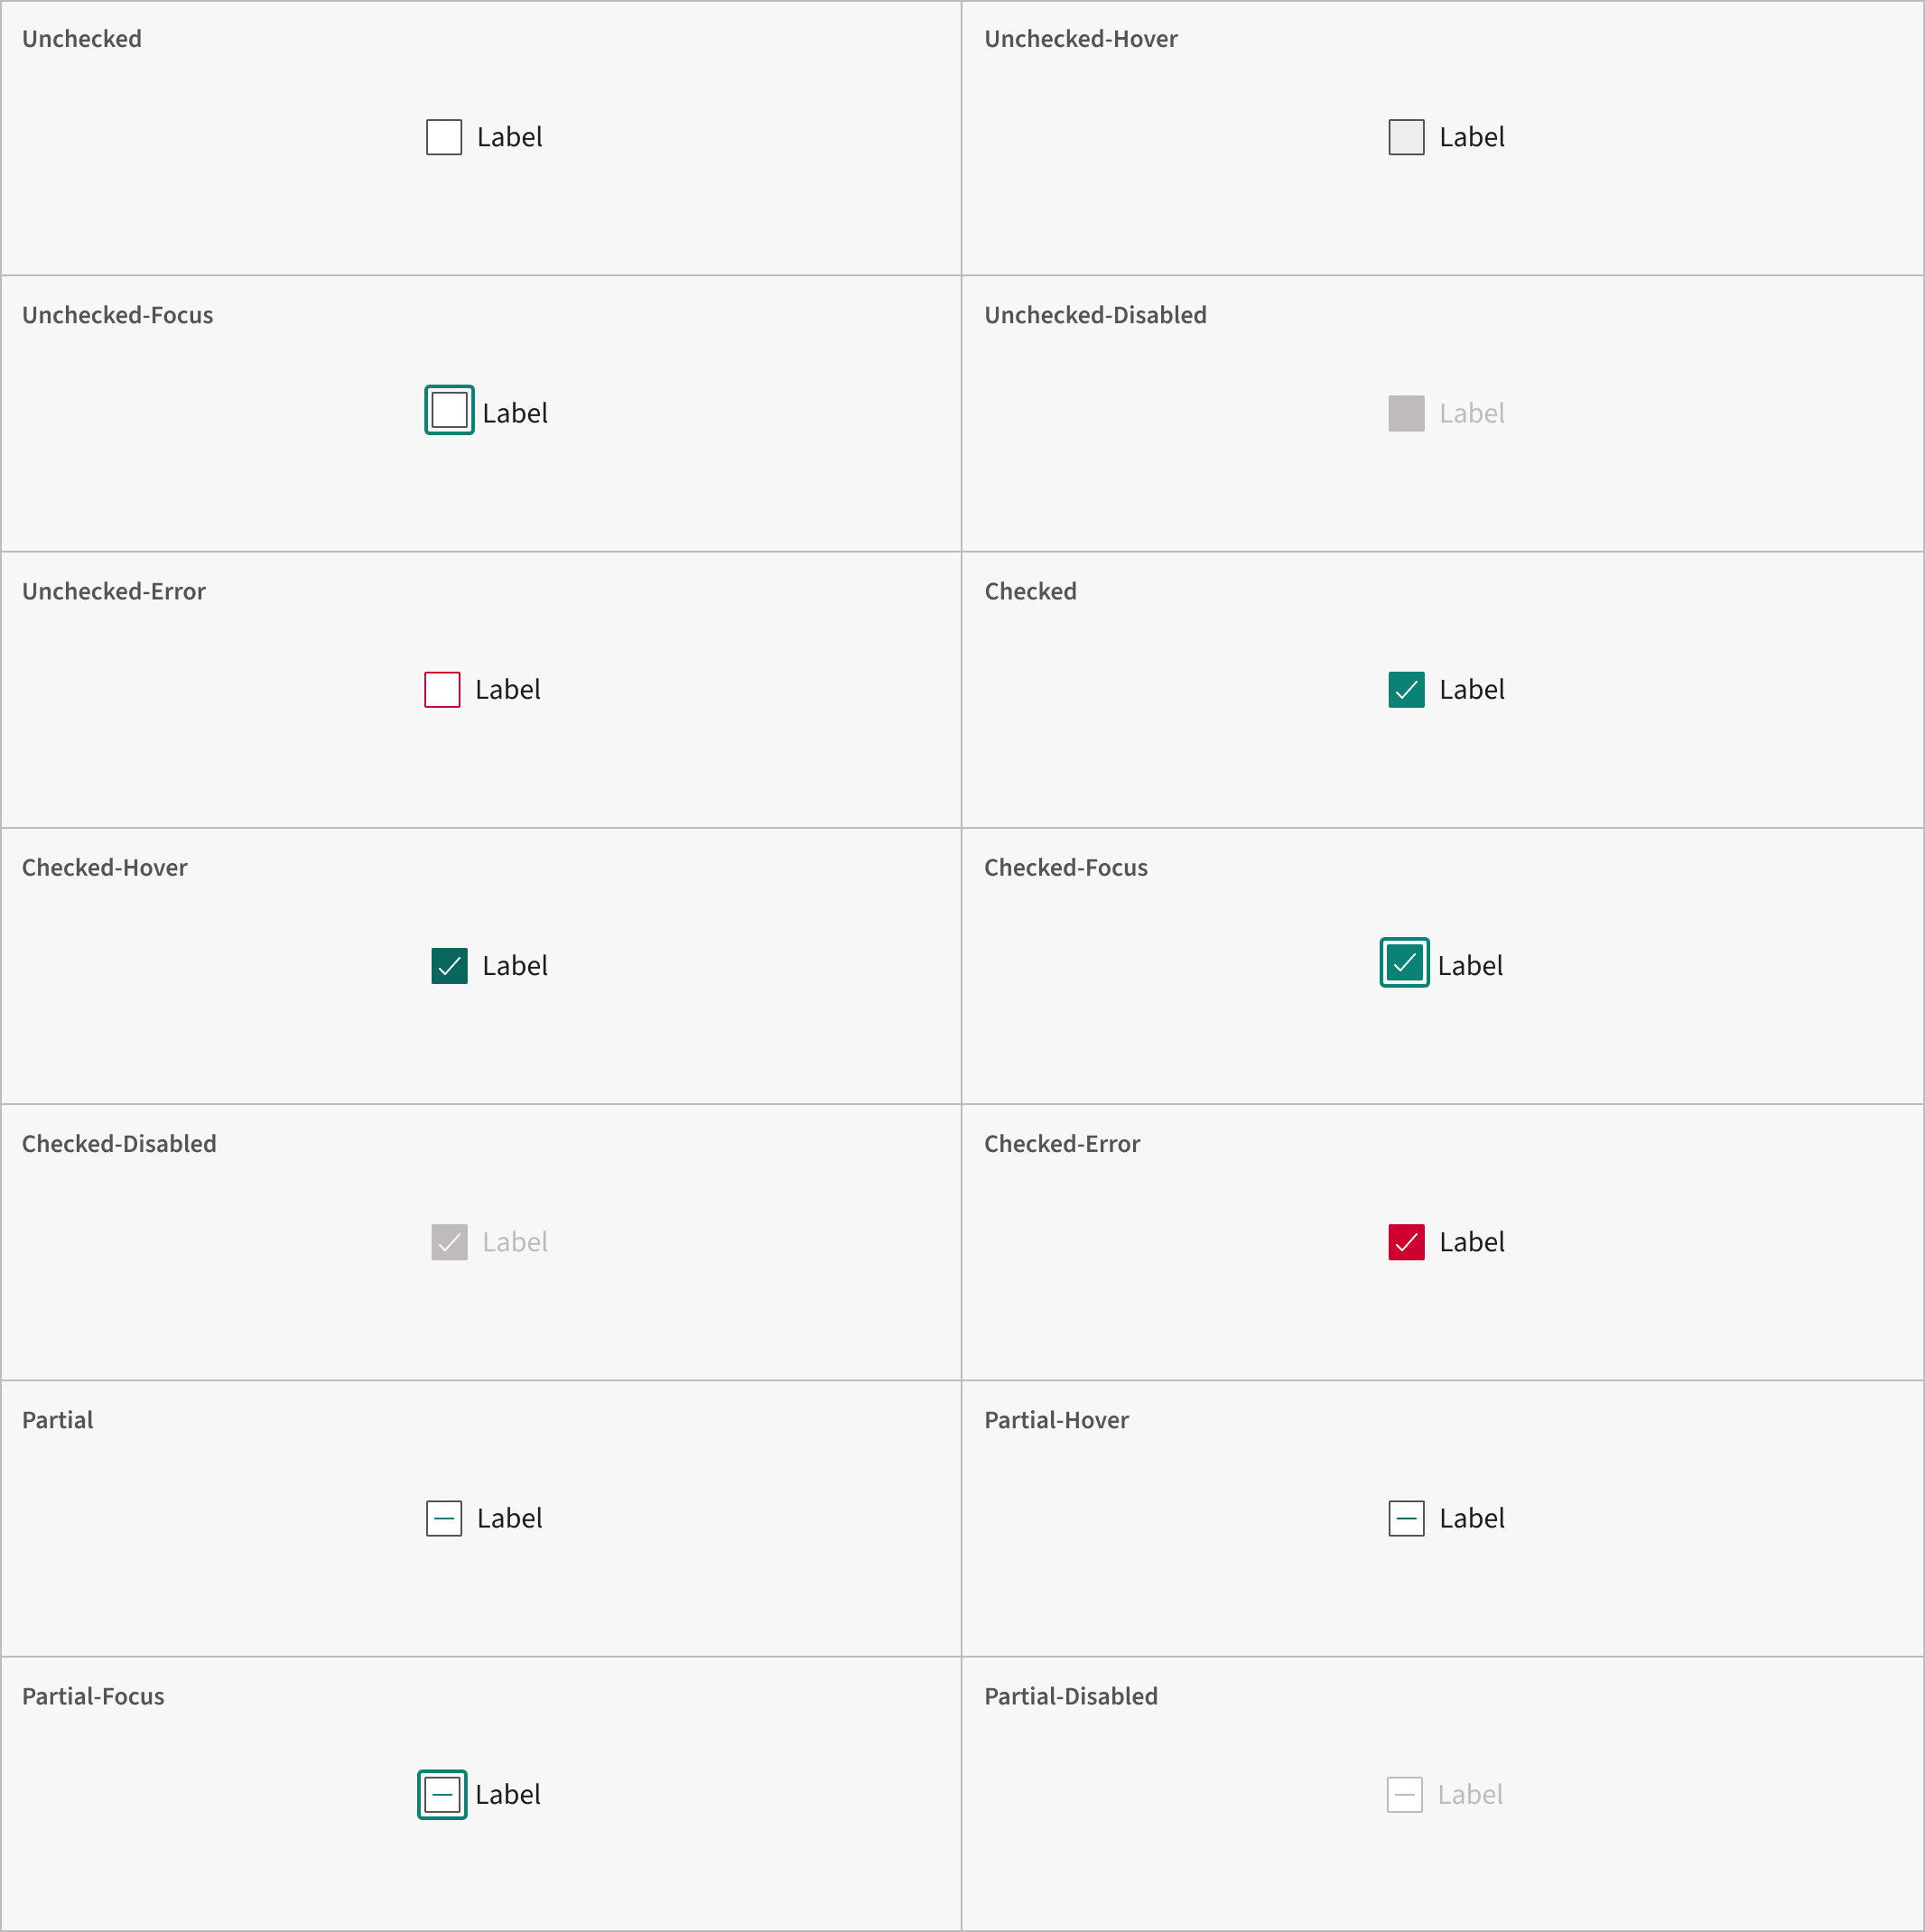 Unchecked
Label
Unchecked-Hover
Label
Unchecked-Focus
Label
Unchecked-Disabled
Label
Unchecked-Error
Label
Checked
Label
Checked-Hover
Label
Checked-Focus
Label
Checked-Disabled
Label
Checked-Error
Label
Partial
Label
Partial-Hover
Label
Partial-Focus
Label
Partial-Disabled
Label